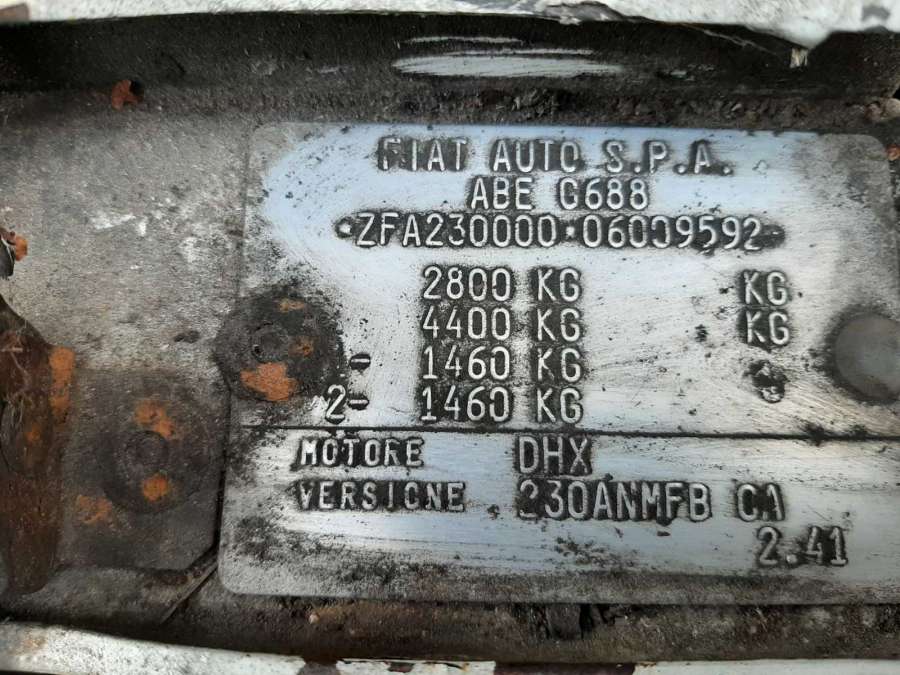 FIAT AUTO S.P.A.
ABE G688
*ZFA230000*06009592*
2800 KG KG
4400 KG KG
- 1460 KG
2- 1460 KG
MOTORE DHX
VERSIONE 230ANMFB C1
2.41